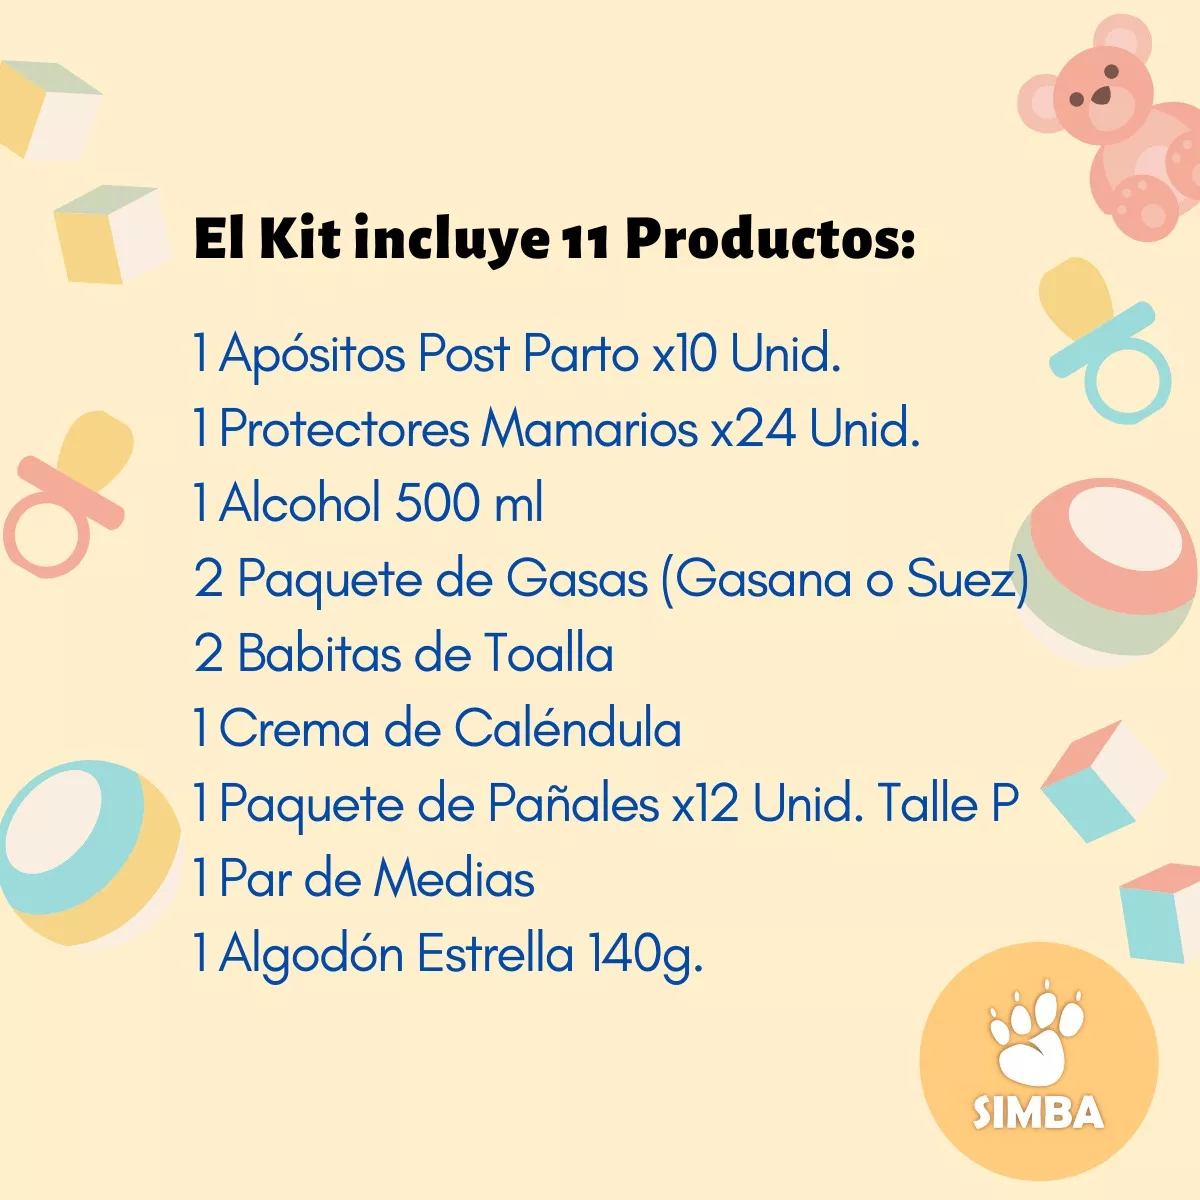 El Kit incluye 11 Productos:
1 Apósitos Post Parto x10 Unid.
1 Protectores Mamarios x24 Unid.
1 Alcohol 500 ml
2 Paquete de Gasas (Gasana o Suez)
2 Babitas de Toalla
1 Crema de Caléndula
1 Paquete de Pañales x12 Unid. Talle P
1 Par de Medias
1 Algodón Estrella 140g.
SIMBA